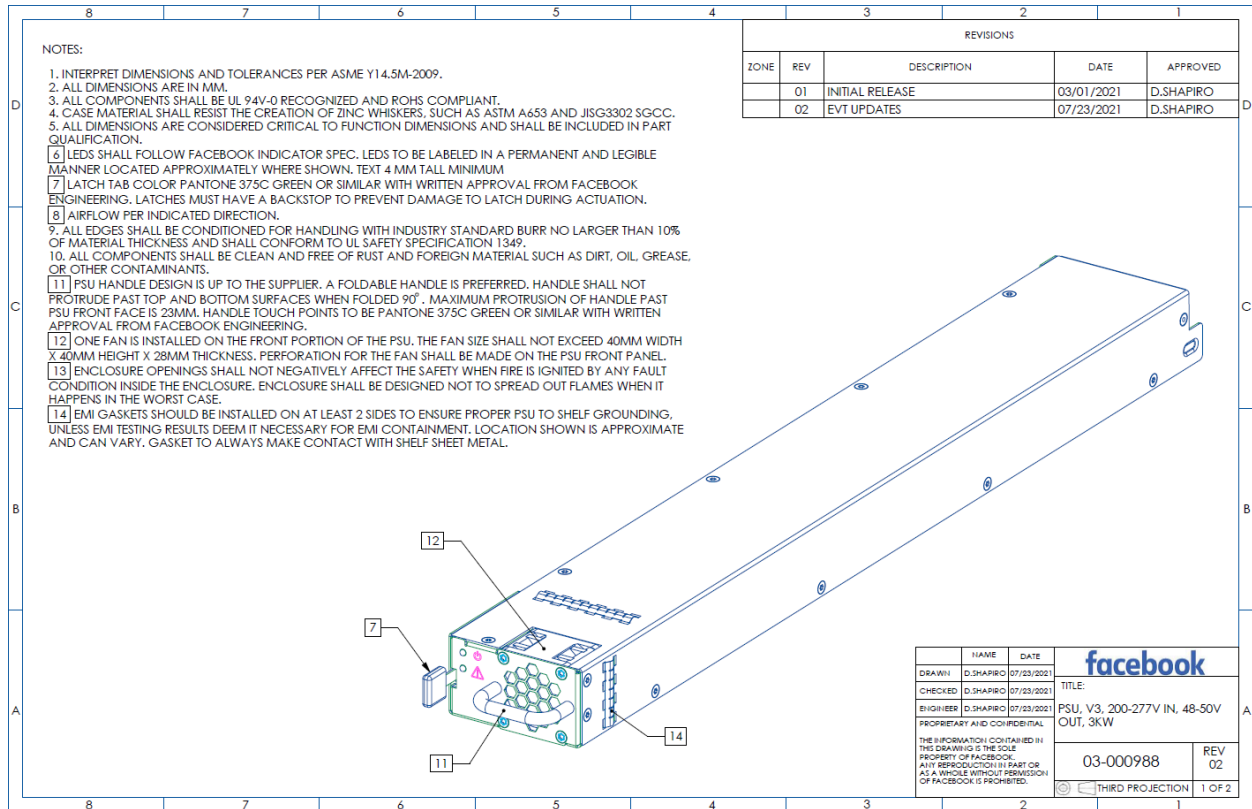 8 7 6 5 4 3 2 1
D
C
B
A
NOTES:
1. INTERPRET DIMENSIONS AND TOLERANCES PER ASME Y14.5M-2009.
2. ALL DIMENSIONS ARE IN MM.
3. ALL COMPONENTS SHALL BE UL 94V-0 RECOGNIZED AND ROHS COMPLIANT.
4. CASE MATERIAL SHALL RESIST THE CREATION OF ZINC WHISKERS, SUCH AS ASTM A653 AND JISG3302 SGCC.
5. ALL DIMENSIONS ARE CONSIDERED CRITICAL TO FUNCTION DIMENSIONS AND SHALL BE INCLUDED IN PART
QUALIFICATION.
6 LEDS SHALL FOLLOW FACEBOOK INDICATOR SPEC. LEDS TO BE LABELED IN A PERMANENT AND LEGIBLE
MANNER LOCATED APPROXIMATELY WHERE SHOWN. TEXT 4 MM TALL MINIMUM
7 LATCH TAB COLOR PANTONE 375C GREEN OR SIMILAR WITH WRITTEN APPROVAL FROM FACEBOOK
ENGINEERING. LATCHES MUST HAVE A BACKSTOP TO PREVENT DAMAGE TO LATCH DURING ACTUATION.
8 AIRFLOW PER INDICATED DIRECTION.
9. ALL EDGES SHALL BE CONDITIONED FOR HANDLING WITH INDUSTRY STANDARD BURR NO LARGER THAN 10%
OF MATERIAL THICKNESS AND SHALL CONFORM TO UL SAFETY SPECIFICATION 1349.
10. ALL COMPONENTS SHALL BE CLEAN AND FREE OF RUST AND FOREIGN MATERIAL SUCH AS DIRT, OIL, GREASE,
OR OTHER CONTAMINANTS.
11 PSU HANDLE DESIGN IS UP TO THE SUPPLIER. A FOLDABLE HANDLE IS PREFERRED. HANDLE SHALL NOT
PROTRUDE PAST TOP AND BOTTOM SURFACES WHEN FOLDED 90°. MAXIMUM PROTRUSION OF HANDLE PAST
PSU FRONT FACE IS 23MM. HANDLE TOUCH POINTS TO BE PANTONE 375C GREEN OR SIMILAR WITH WRITTEN
APPROVAL FROM FACEBOOK ENGINEERING.
12 ONE FAN IS INSTALLED ON THE FRONT PORTION OF THE PSU. THE FAN SIZE SHALL NOT EXCEED 40MM WIDTH
X 40MM HEIGHT X 28MM THICKNESS. PERFORATION FOR THE FAN SHALL BE MADE ON THE PSU FRONT PANEL.
13 ENCLOSURE OPENINGS SHALL NOT NEGATIVELY AFFECT THE SAFETY WHEN FIRE IS IGNITED BY ANY FAULT
CONDITION INSIDE THE ENCLOSURE. ENCLOSURE SHALL BE DESIGNED NOT TO SPREAD OUT FLAMES WHEN IT
HAPPENS IN THE WORST CASE.
14 EMI GASKETS SHOULD BE INSTALLED ON AT LEAST 2 SIDES TO ENSURE PROPER PSU TO SHELF GROUNDING,
UNLESS EMI TESTING RESULTS DEEM IT NECESSARY FOR EMI CONTAINMENT. LOCATION SHOWN IS APPROXIMATE
AND CAN VARY. GASKET TO ALWAYS MAKE CONTACT WITH SHELF SHEET METAL.
REVISIONS
ZONE REV DESCRIPTION DATE APPROVED
01 INITIAL RELEASE 03/01/2021 D.SHAPIRO
02 EVT UPDATES 07/23/2021 D.SHAPIRO
D
C
B
A
12
7
14
11
NAME DATE
DRAWN D.SHAPIRO 07/23/2021
CHECKED D.SHAPIRO 07/23/2021
ENGINEER D.SHAPIRO 07/23/2021
PROPRIETARY AND CONFIDENTIAL
THE INFORMATION CONTAINED IN
THIS DRAWING IS THE SOLE
PROPERTY OF FACEBOOK.
ANY REPRODUCTION IN PART OR
AS A WHOLE WITHOUT PERMISSION
OF FACEBOOK IS PROHIBITED.
facebook
TITLE:
PSU, V3, 200-277V IN, 48-50V
OUT, 3KW
03-000988
REV
02
THIRD PROJECTION 1 OF 2
8 7 6 5 4 3 2 1